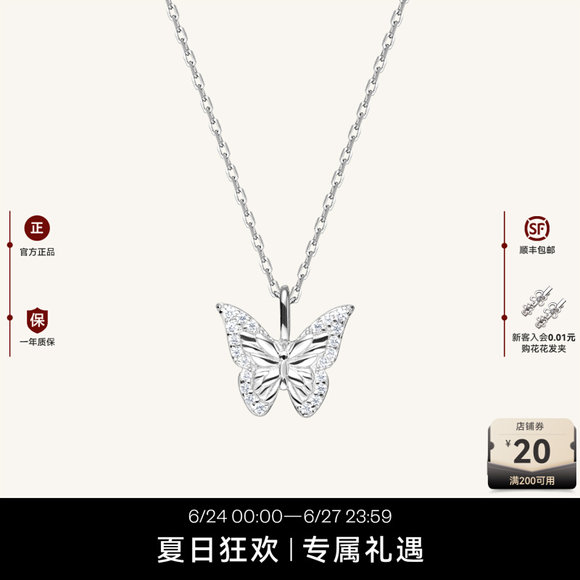 正
官方正品
保
一年质保
SF
顺丰包邮
新客入会0.01元
购花花发夹
店铺券
¥20
满200可用
6/24 00:00—6/27 23:59
夏日狂欢 | 专属礼遇